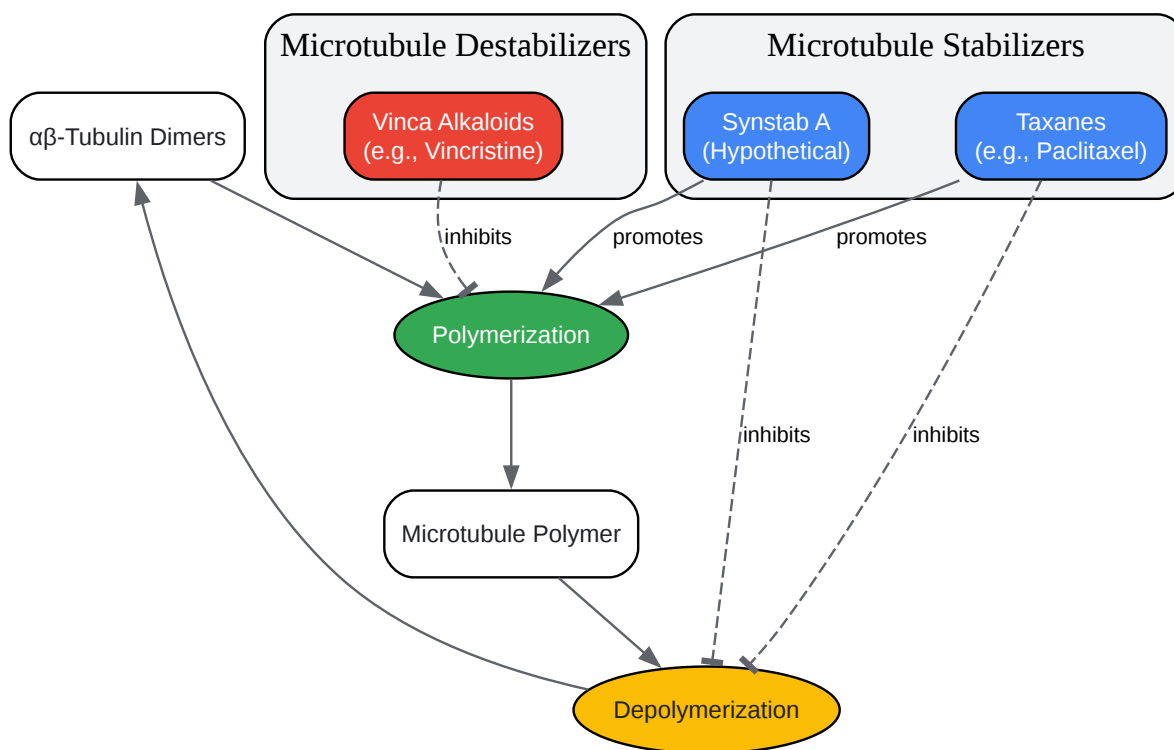 Microtubule Destabilizers
Microtubule Stabilizers
αβ-Tubulin Dimers
Vinca Alkaloids
(e.g., Vincristine)
Synstab A
(Hypothetical)
Taxanes
(e.g., Paclitaxel)
inhibits
promotes
promotes
Polymerization
inhibits
inhibits
Microtubule Polymer
Depolymerization